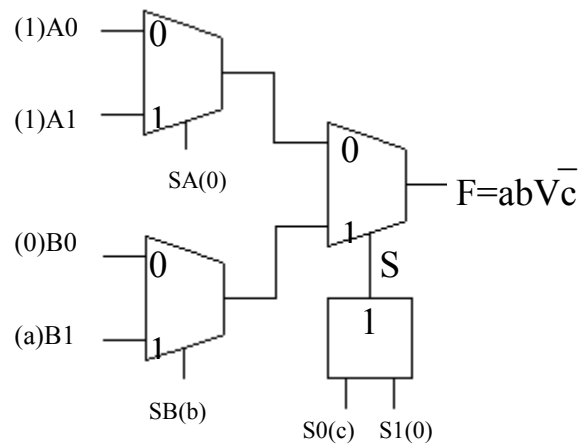 (1)A0
0
(1)A1
1
SA(0)
0
F=abVc̅
1
(0)B0
0
S
(a)B1
1
1
SB(b)
S0(c) S1(0)